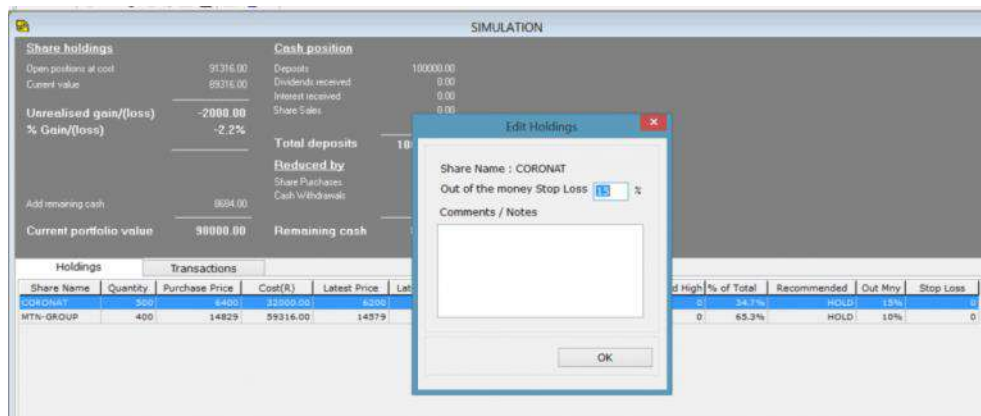 SIMULATION
Share holdings
Open positions at cost 91316.00
Current value 89316.00
Unrealised gain/(loss) -2000.00
% Gain/(loss) -2.2%
Add remaining cash 8684.00
Current portfolio value 98000.00
Cash position
Deposits 100000.00
Dividends received 0.00
Interest received 0.00
Share Sales 0.00
Total deposits 10
Reduced by
Share Purchases
Cash Withdrawals
Remaining cash
Edit Holdings
Share Name : CORONAT
Out of the money Stop Loss 15 %
Comments / Notes
OK
Holdings Transactions
Share Name Quantity Purchase Price Cost(R) Latest Price Lat d High % of Total Recommended Out Mny Stop Loss
CORONAT 500 6400 32000.00 6200 0 34.7% HOLD 15% 0
MTN-GROUP 400 14829 59316.00 14579 0 65.3% HOLD 10% 0